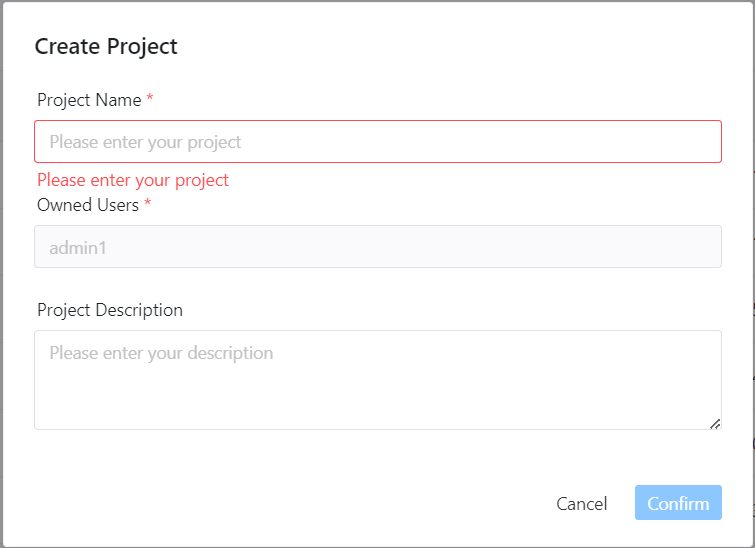 Create Project
Project Name *
Please enter your project
Please enter your project
Owned Users *
admin1
Project Description
Please enter your description
Cancel Confirm